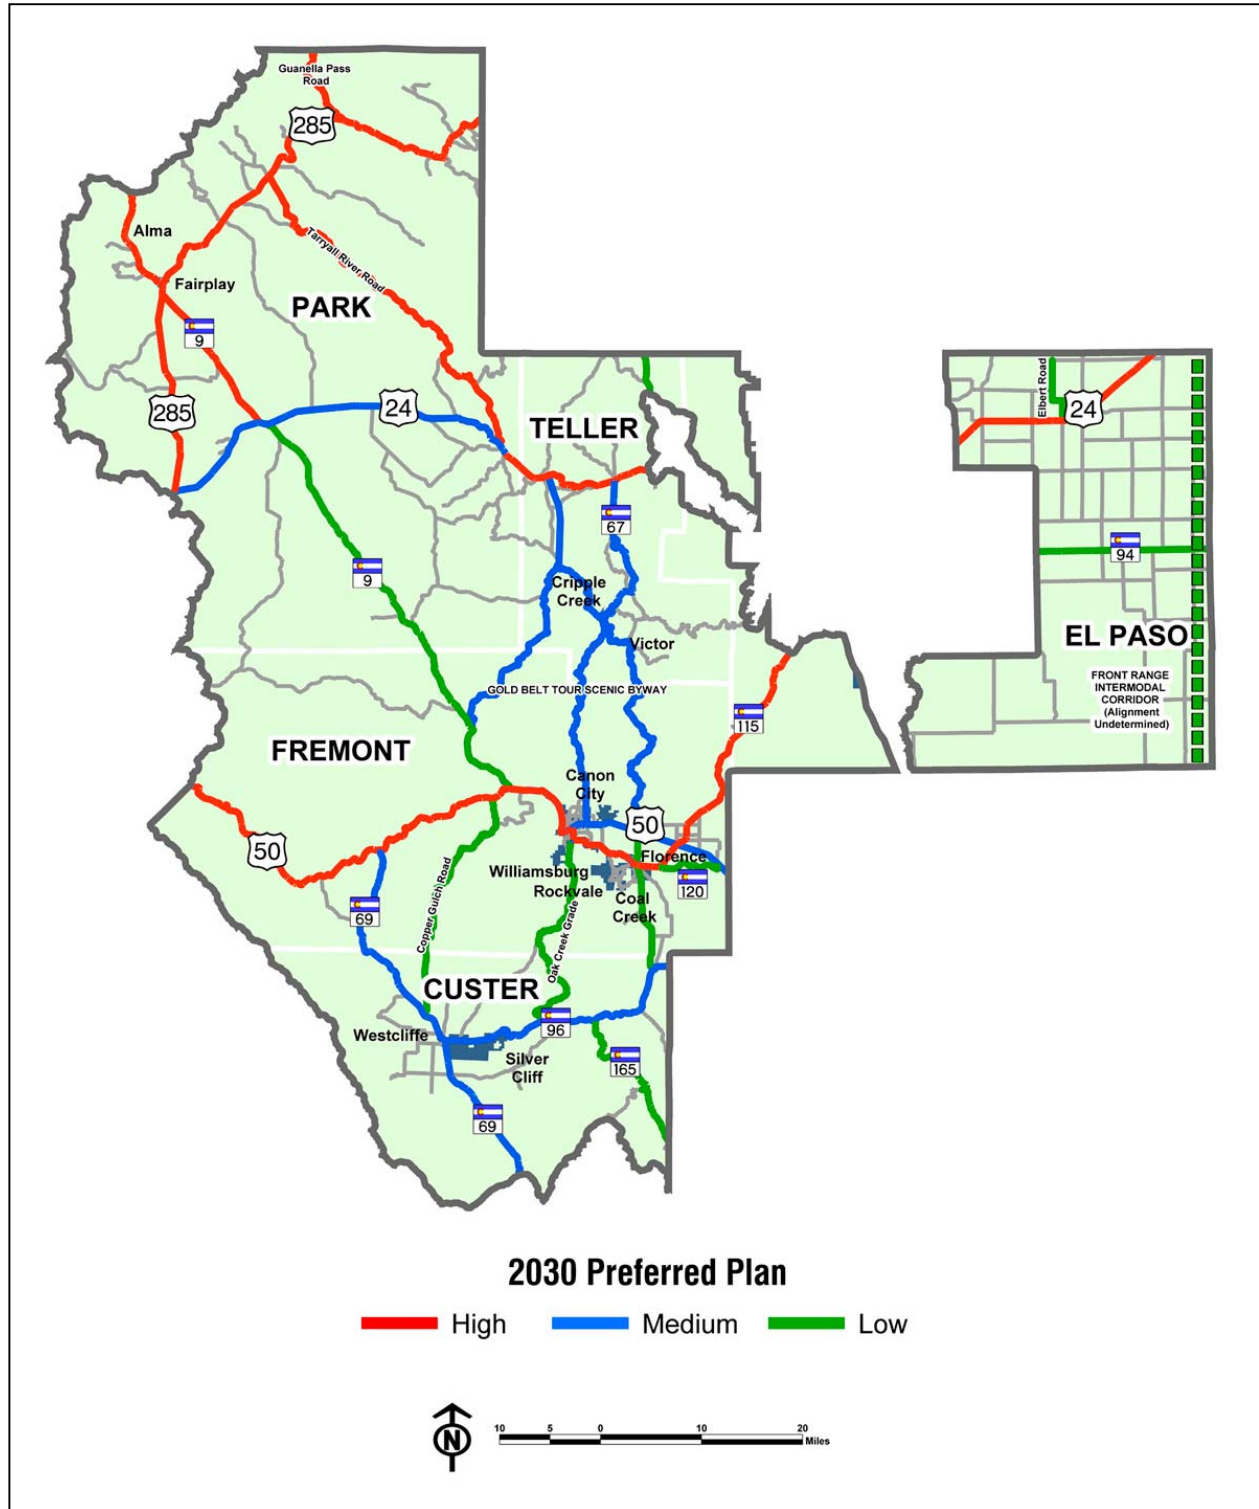 Guanella Pass
Road
285
Alma
Tarryall River Road
Fairplay
PARK
9
285
24
TELLER
Elbert Road
24
67
9
94
Cripple
Creek
Victor
EL PASO
GOLD BELT TOUR SCENIC BYWAY
FRONT RANGE
INTERMODAL
CORRIDOR
(Alignment
Undetermined)
115
FREMONT
Canon
City
50
50
Florence
Williamsburg
Rockvale
Coal
Creek
120
69
Copper Gulch Road
Oak Creek Grade
CUSTER
96
Westcliffe
Silver
Cliff
165
69
2030 Preferred Plan
High
Medium
Low
N
10 5 0 10 20
Miles